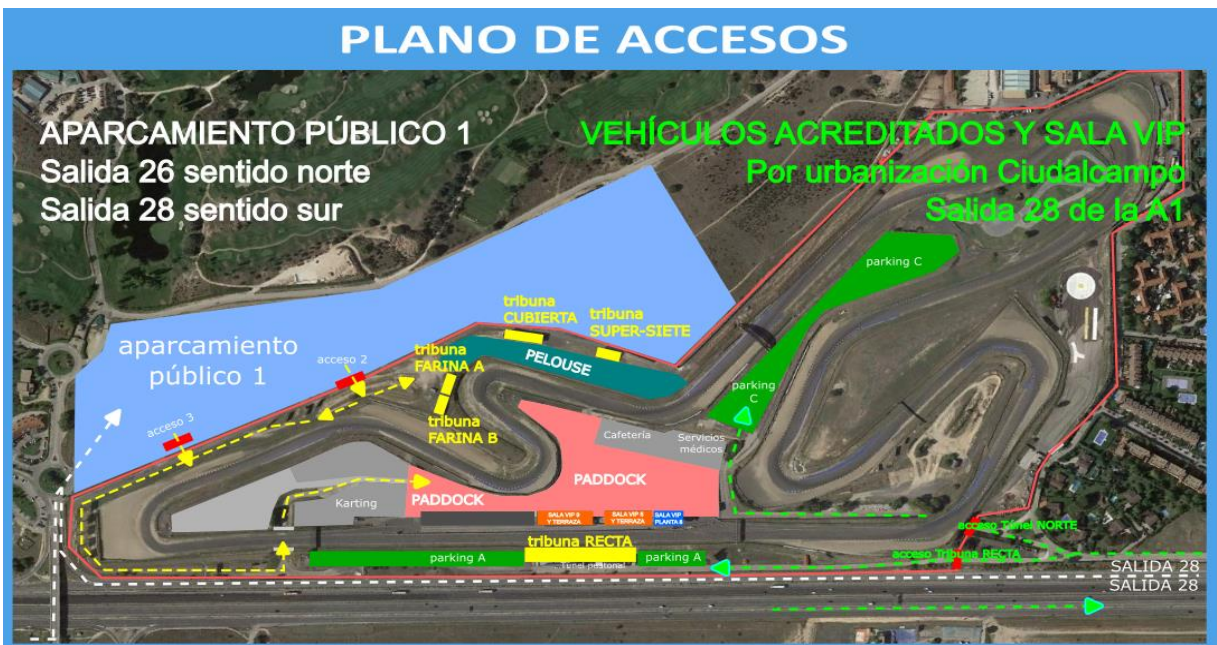 PLANO DE ACCESOS
APARCAMIENTO PÚBLICO 1
Salida 26 sentido norte
Salida 28 sentido sur
VEHÍCULOS ACREDITADOS Y SALA VIP
Por urbanización Ciudalcampo
Salida 28 de la A1
parking C
tribuna
CUBIERTA
tribuna
SUPER-SIETE
aparcamiento
público 1
acceso 2
tribuna
FARINA A
PELOUSE
parking
C
acceso 3
tribuna
FARINA B
Cafetería
Servicios
médicos
PADDOCK
PADDOCK
Karting
SALA VIP 9
Y TERRAZA
SALA VIP 8
Y TERRAZA
SALA VIP
PLANTA 8
acceso Túnel NORTE
tribuna RECTA
parking A
parking A
acceso Tribuna RECTA
Túnel peatonal
SALIDA 28
SALIDA 28